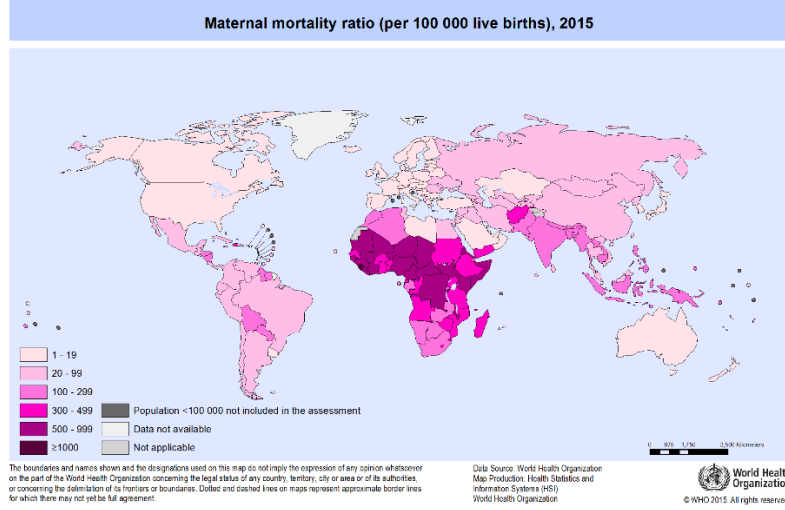 Maternal mortality ratio (per 100 000 live births), 2015
1 - 19
20 - 99
100 - 299
300 - 499
500 - 999
≥1000
Population <100 000 not included in the assessment
Data not available
Not applicable
0 875 1,750 3,500 Kilometers
The boundaries and names shown and the designations used on this map do not imply the expression of any opinion whatsoever
on the part of the World Health Organization concerning the legal status of any country, territory, city or area or of its authorities,
or concerning the delimitation of its frontiers or boundaries. Dotted and dashed lines on maps represent approximate border lines
for which there may not yet be full agreement.
Data Source: World Health Organization
Map Production: Health Statistics and
Information Systems (HSI)
World Health Organization
World Healt
Organizatio
© WHO 2015. All rights reserve